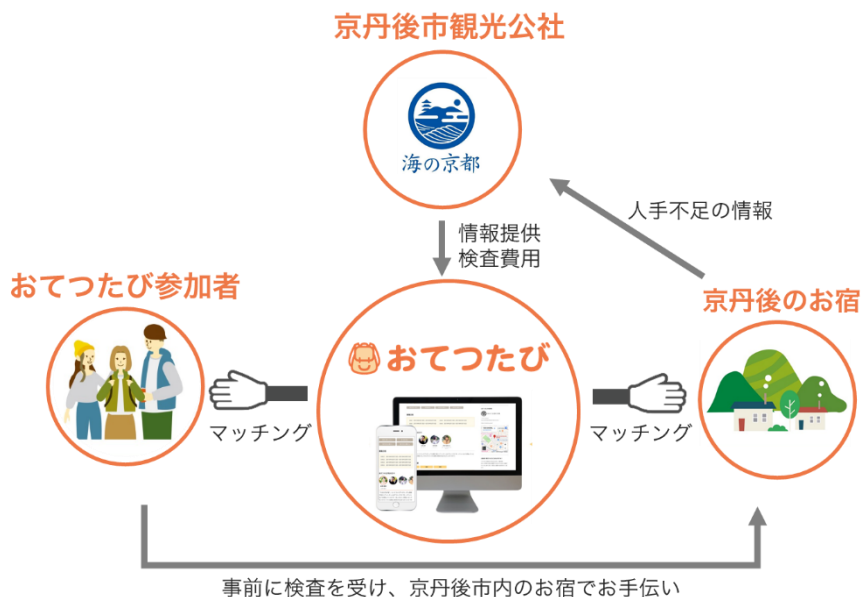 京丹後市観光公社
海の京都
人手不足の情報
情報提供
検査費用
おてつたび参加者
京丹後のお宿
おてつたび
マッチング
マッチング
事前に検査を受け、京丹後市内のお宿でお手伝い